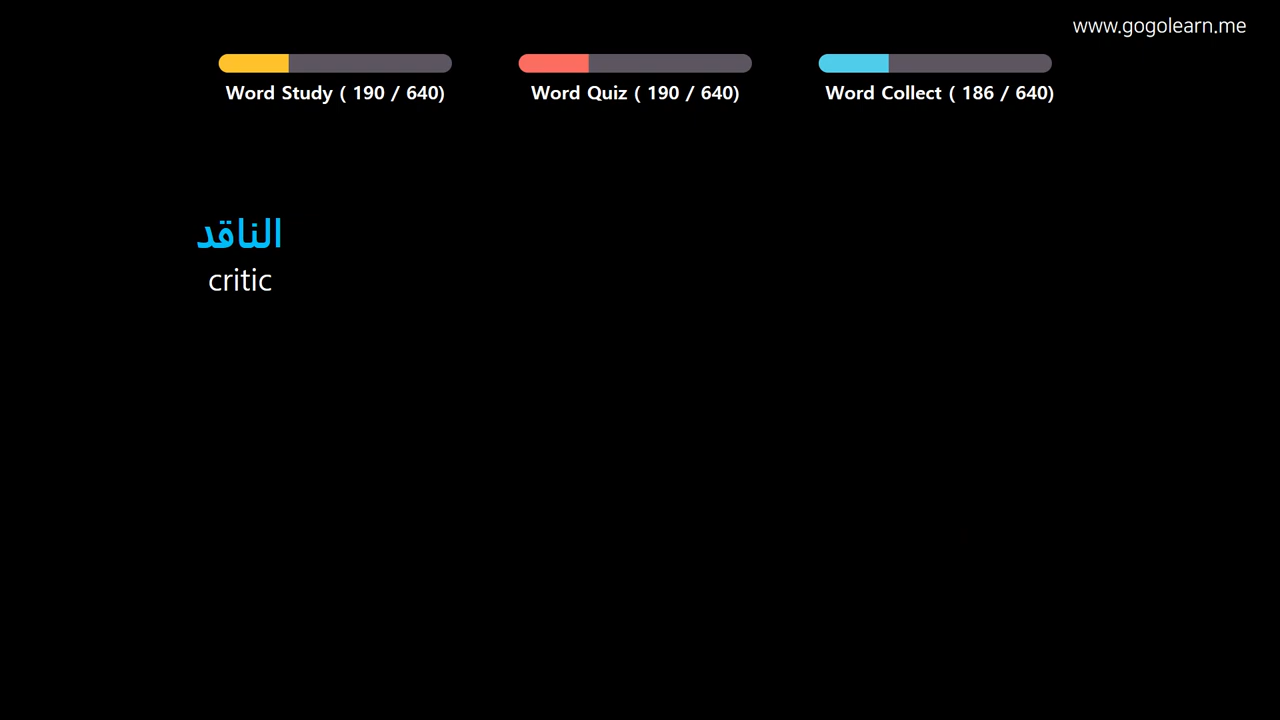 www.gogolearn.me
Word Study ( 190 / 640)
Word Quiz ( 190 / 640)
Word Collect ( 186 / 640)
الناقد
critic